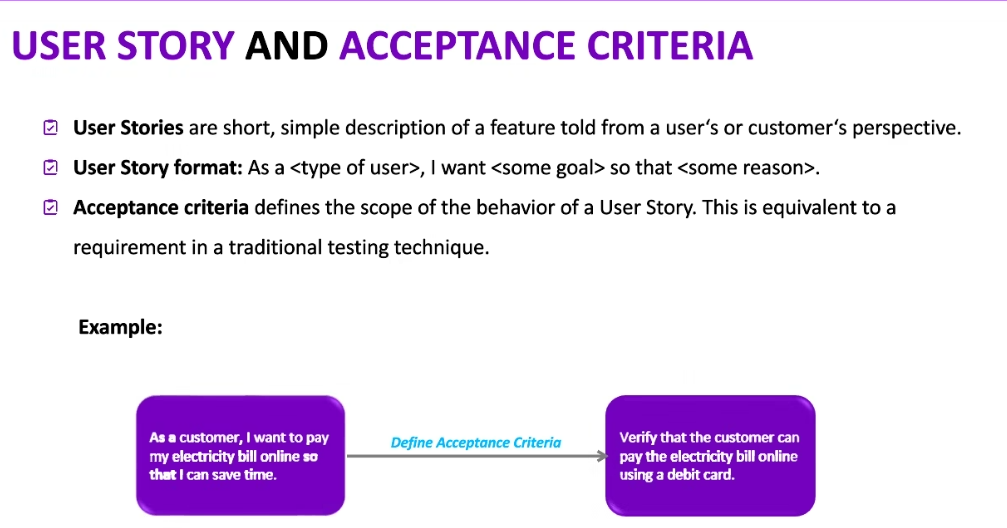 USER STORY AND ACCEPTANCE CRITERIA
User Stories are short, simple description of a feature told from a user‘s or customer‘s perspective.
User Story format: As a <type of user>, I want <some goal> so that <some reason>.
Acceptance criteria defines the scope of the behavior of a User Story. This is equivalent to a
requirement in a traditional testing technique.
Example:
As a customer, I want to pay
my electricity bill online so
that I can save time.
Define Acceptance Criteria
Verify that the customer can
pay the electricity bill online
using a debit card.